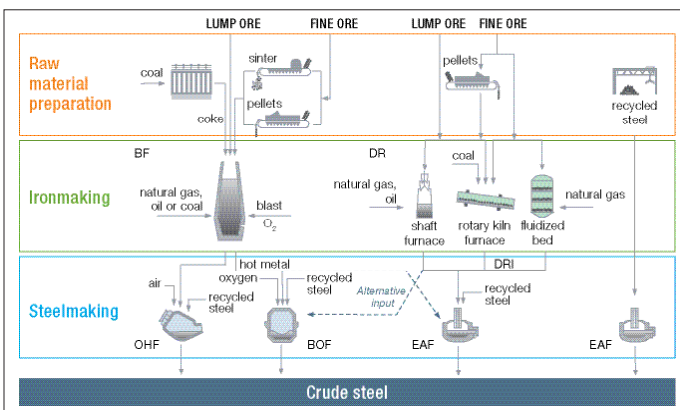 LUMP ORE
FINE ORE
LUMP ORE
FINE ORE
Raw
material
preparation
coal
sinter
pellets
coke
pellets
recycled
steel
Ironmaking
BF
natural gas,
oil or coal
blast
O2
DR
coal
natural gas,
oil
natural gas
shaft
furnace
rotary kiln
furnace
fluidized
bed
Steelmaking
hot metal
oxygen
recycled
steel
air
recycled
steel
Alternative
input
DRI
recycled
steel
OHF
BOF
EAF
EAF
Crude steel